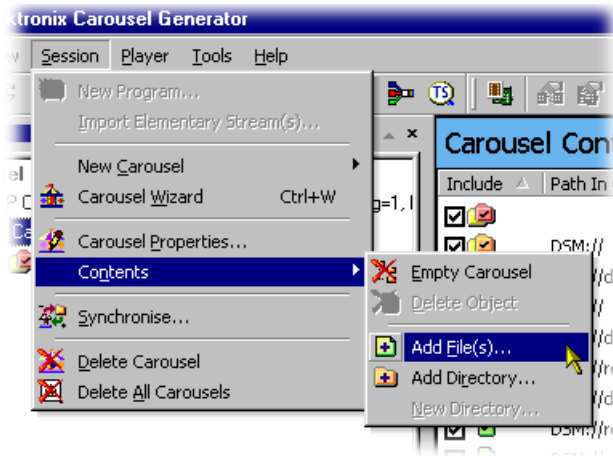 ktronix Carousel Generator
Session Player Tools Help
New Program...
Import Elementary Stream(s)...
New Carousel
Carousel Wizard Ctrl+W
Carousel Properties...
Contents
Synchronise...
Delete Carousel
Delete All Carousels
TS
Carousel Con
Include Path In
g=1, l
DSM://
Empty Carousel
Delete Object
Add File(s)...
Add Directory...
New Directory...
DSM://r